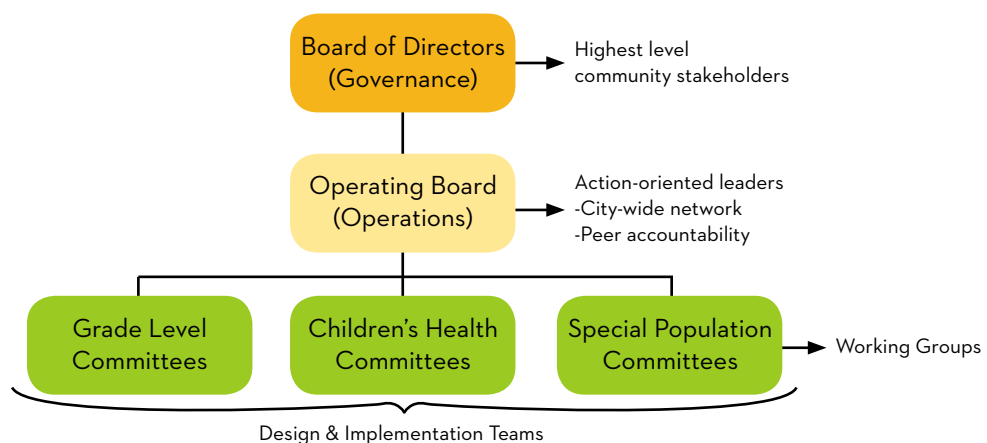 Board of Directors
(Governance)
Highest level
community stakeholders
Operating Board
(Operations)
Action-oriented leaders
-City-wide network
-Peer accountability
Grade Level
Committees
Children's Health
Committees
Special Population
Committees
Working Groups
Design & Implementation Teams